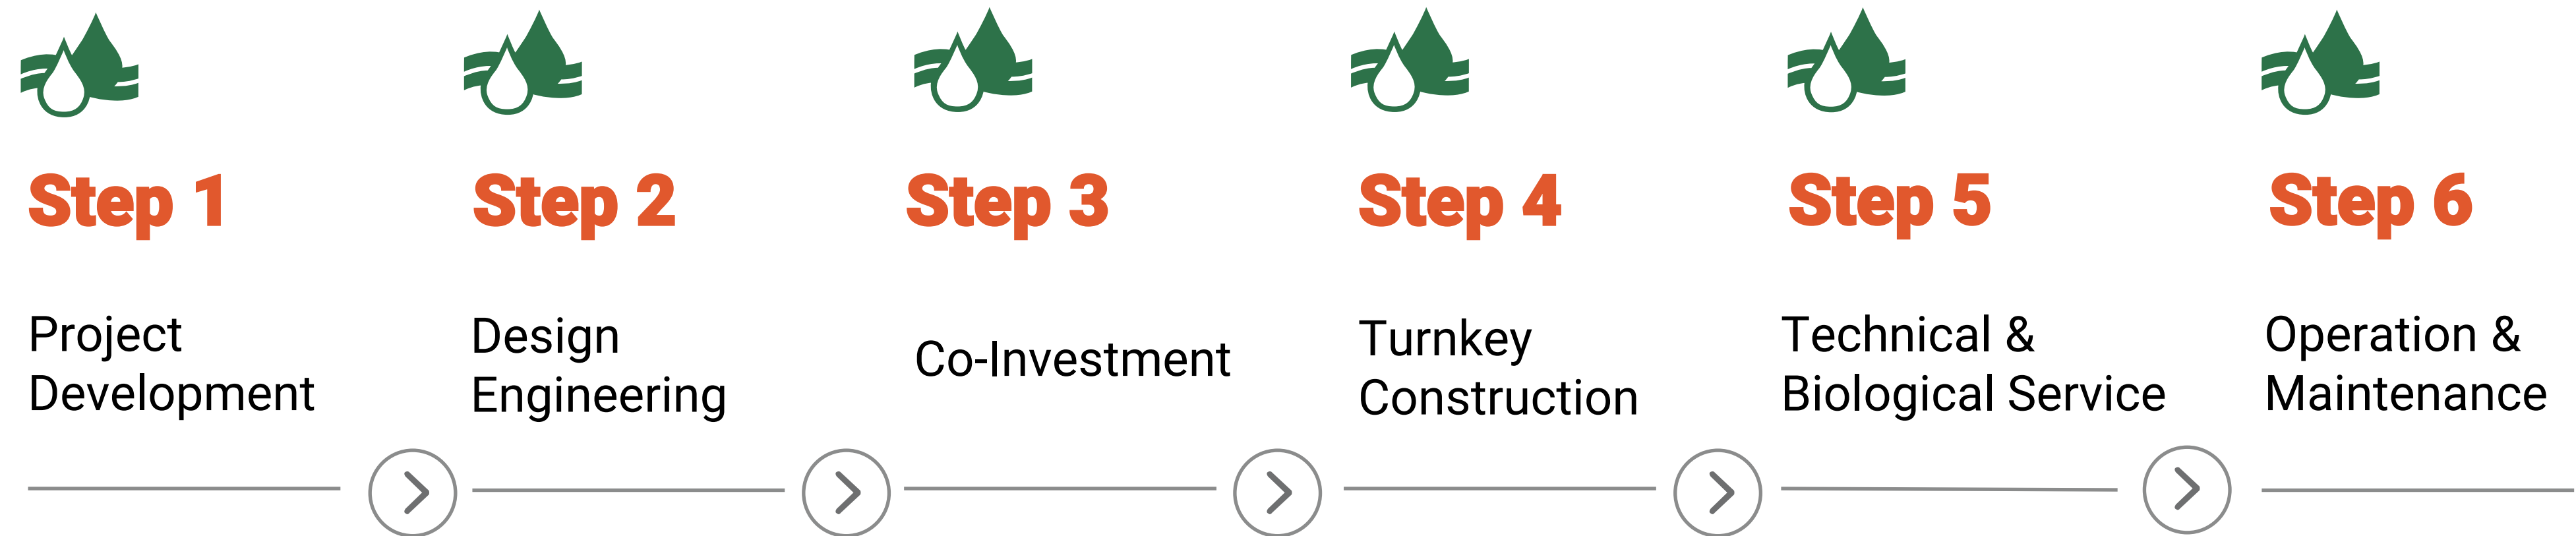 Step 1
Project
Development
Step 2
Design
Engineering
Step 3
Co-Investment
Step 4
Turnkey
Construction
Step 5
Technical &
Biological Service
Step 6
Operation &
Maintenance